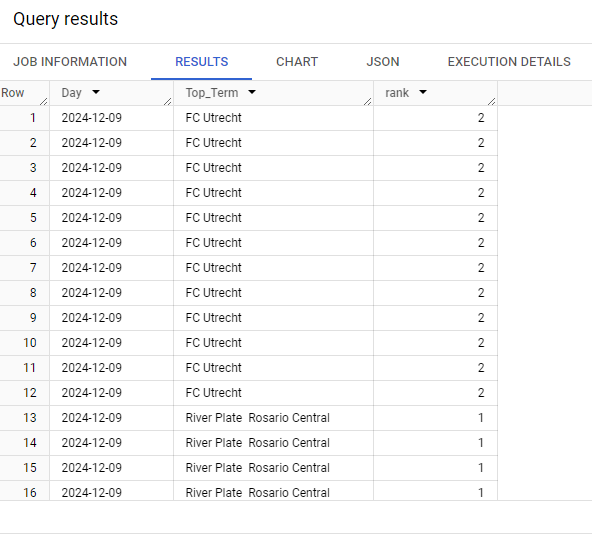 Query results
JOB INFORMATION RESULTS CHART JSON EXECUTION DETAILS
Row Day Top_Term rank
1 2024-12-09 FC Utrecht 2
2 2024-12-09 FC Utrecht 2
3 2024-12-09 FC Utrecht 2
4 2024-12-09 FC Utrecht 2
5 2024-12-09 FC Utrecht 2
6 2024-12-09 FC Utrecht 2
7 2024-12-09 FC Utrecht 2
8 2024-12-09 FC Utrecht 2
9 2024-12-09 FC Utrecht 2
10 2024-12-09 FC Utrecht 2
11 2024-12-09 FC Utrecht 2
12 2024-12-09 FC Utrecht 2
13 2024-12-09 River Plate  Rosario Central 1
14 2024-12-09 River Plate  Rosario Central 1
15 2024-12-09 River Plate  Rosario Central 1
16 2024-12-09 River Plate  Rosario Central 1